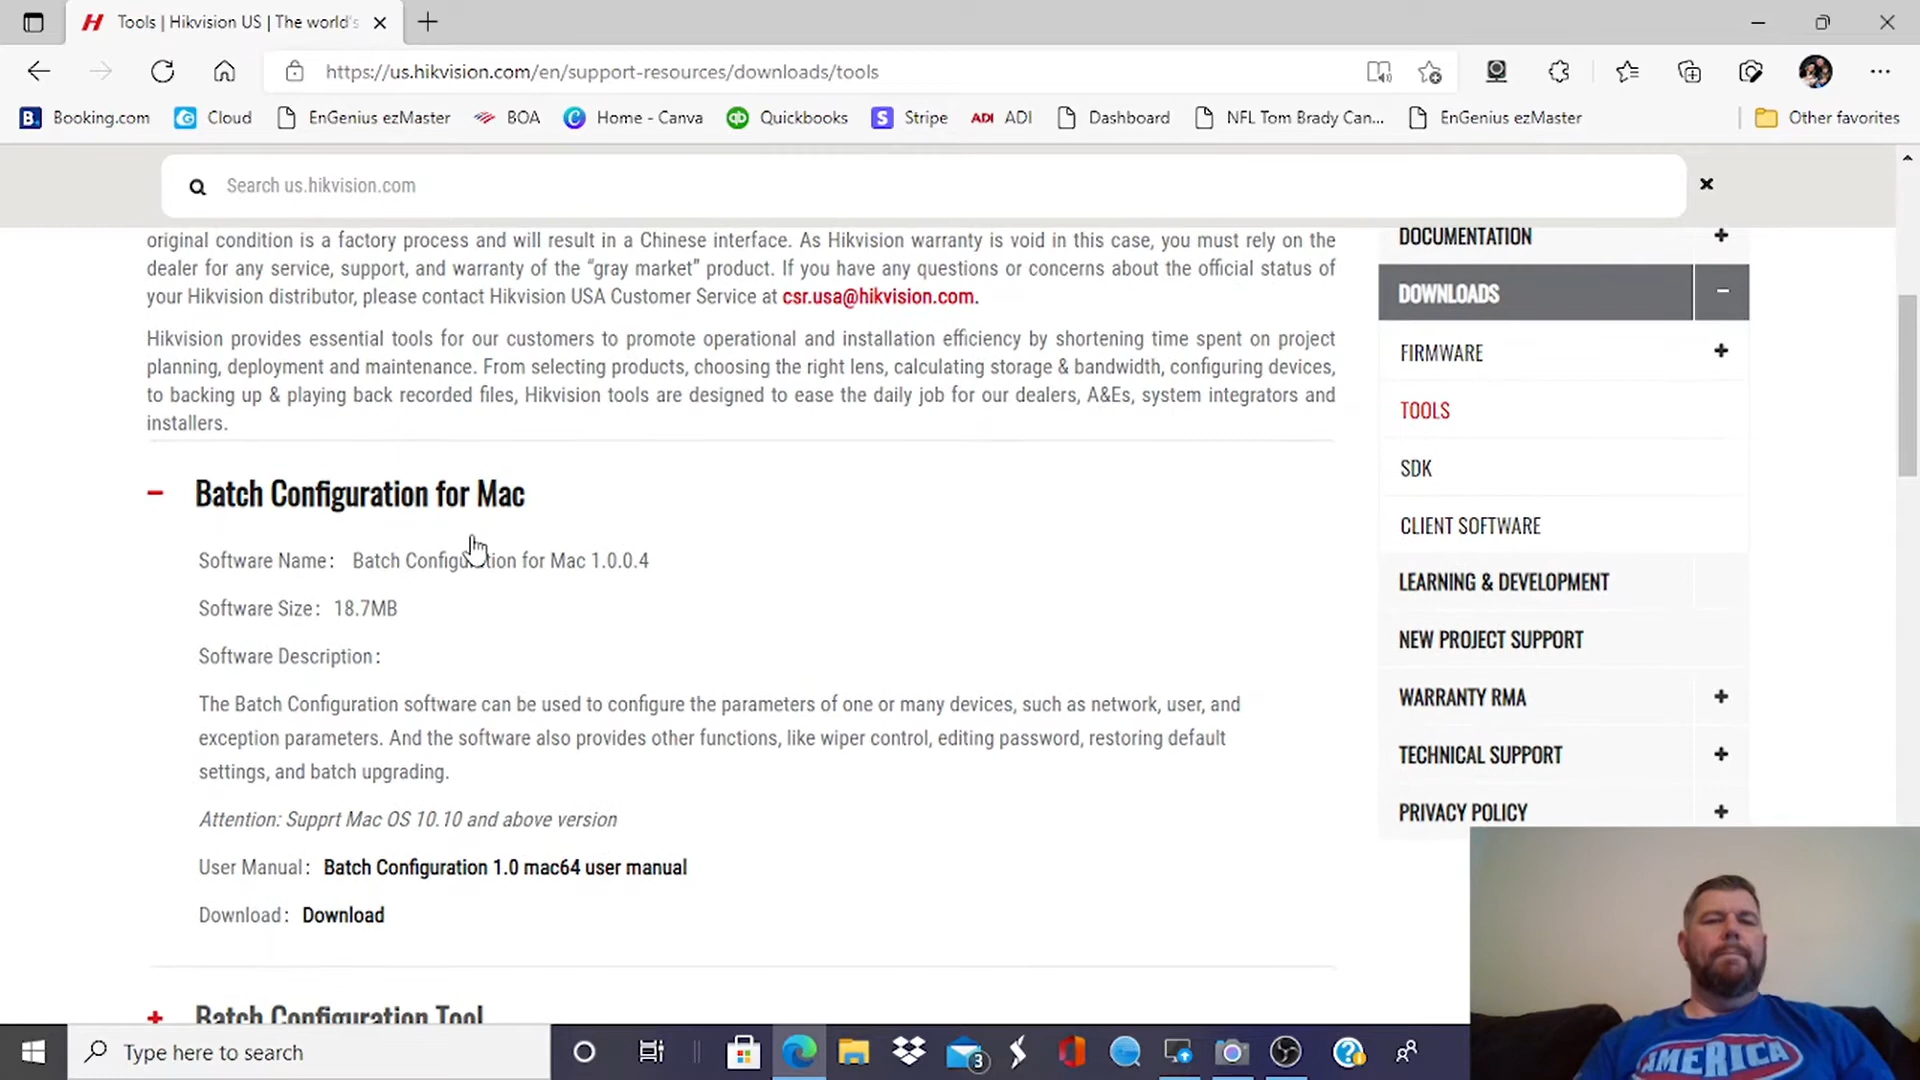 Tools | Hikvision US | The world's
https://us.hikvision.com/en/support-resources/downloads/tools
Booking.com
Cloud
EnGenius ezMaster
BOA
Home - Canva
Quickbooks
Stripe
ADI ADI
Dashboard
NFL Tom Brady Can...
EnGenius ezMaster
Other favorites
Search us.hikvision.com
original condition is a factory process and will result in a Chinese interface. As Hikvision warranty is void in this case, you must rely on the
dealer for any service, support, and warranty of the “gray market” product. If you have any questions or concerns about the official status of
your Hikvision distributor, please contact Hikvision USA Customer Service at csr.usa@hikvision.com.
Hikvision provides essential tools for our customers to promote operational and installation efficiency by shortening time spent on project
planning, deployment and maintenance. From selecting products, choosing the right lens, calculating storage & bandwidth, configuring devices,
to backing up & playing back recorded files, Hikvision tools are designed to ease the daily job for our dealers, A&Es, system integrators and
installers.
Batch Configuration for Mac
Software Name: Batch Configuration for Mac 1.0.0.4
Software Size: 18.7MB
Software Description:
The Batch Configuration software can be used to configure the parameters of one or many devices, such as network, user, and
exception parameters. And the software also provides other functions, like wiper control, editing password, restoring default
settings, and batch upgrading.
Attention: Supprt Mac OS 10.10 and above version
User Manual: Batch Configuration 1.0 mac64 user manual
Download: Download
Batch Configuration Tool
DOCUMENTATION
DOWNLOADS
FIRMWARE
TOOLS
SDK
CLIENT SOFTWARE
LEARNING & DEVELOPMENT
NEW PROJECT SUPPORT
WARRANTY RMA
TECHNICAL SUPPORT
PRIVACY POLICY
AMERICA
Type here to search
3